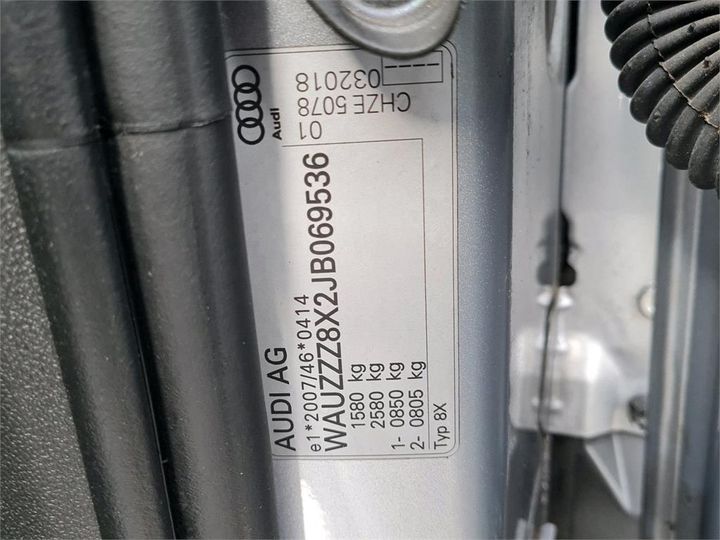 AUDI AG
e1*2007/46*0414
WAUZZZ8X2JB069536
1580 kg
2580 kg
1- 0850 kg
2- 0805 kg
Typ 8X
Audi
01
CHZE 5078
032018